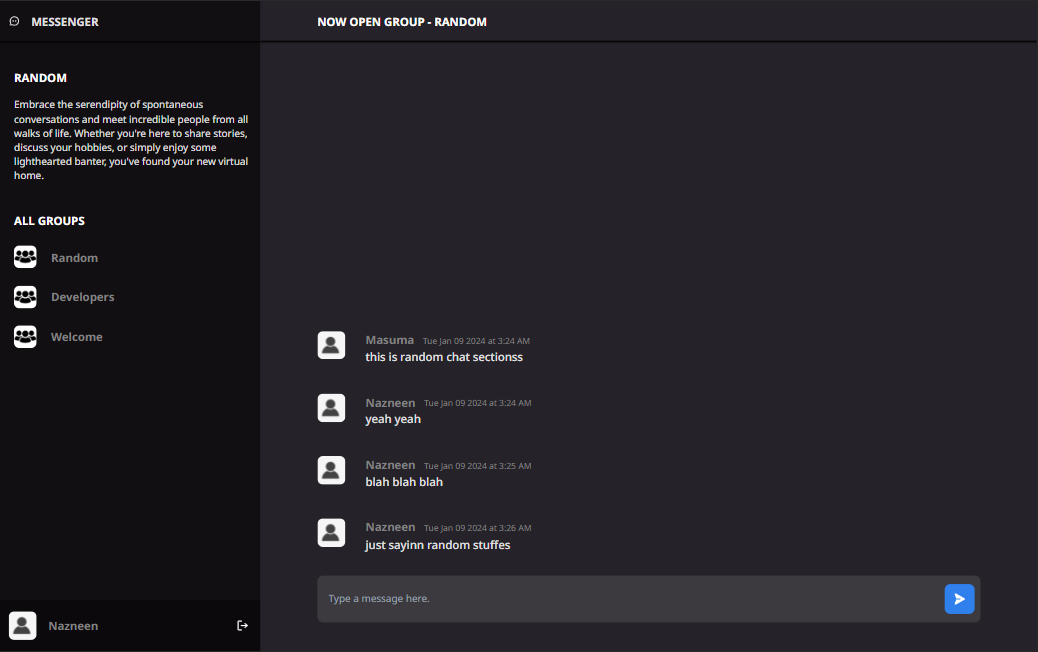 MESSENGER
NOW OPEN GROUP - RANDOM
RANDOM
Embrace the serendipity of spontaneous
conversations and meet incredible people from all
walks of life. Whether you're here to share stories,
discuss your hobbies, or simply enjoy some
lighthearted banter, you've found your new virtual
home.
ALL GROUPS
Random
Developers
Welcome
Masuma Tue Jan 09 2024 at 3:24 AM
this is random chat sectionss
Nazneen Tue Jan 09 2024 at 3:24 AM
yeah yeah
Nazneen Tue Jan 09 2024 at 3:25 AM
blah blah blah
Nazneen Tue Jan 09 2024 at 3:26 AM
just sayinn random stuffes
Type a message here.
Nazneen